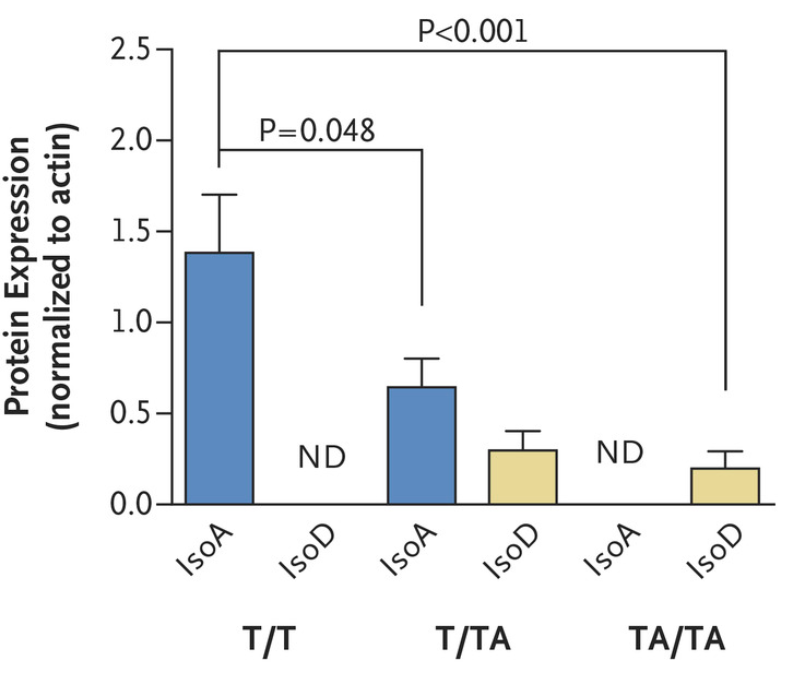 Protein Expression
(normalized to actin)
2.5
2.0
1.5
1.0
0.5
0.0
P<0.001
P=0.048
ND
ND
IsoA
IsoD
IsoA
IsoD
IsoA
IsoD
T/T
T/TA
TA/TA